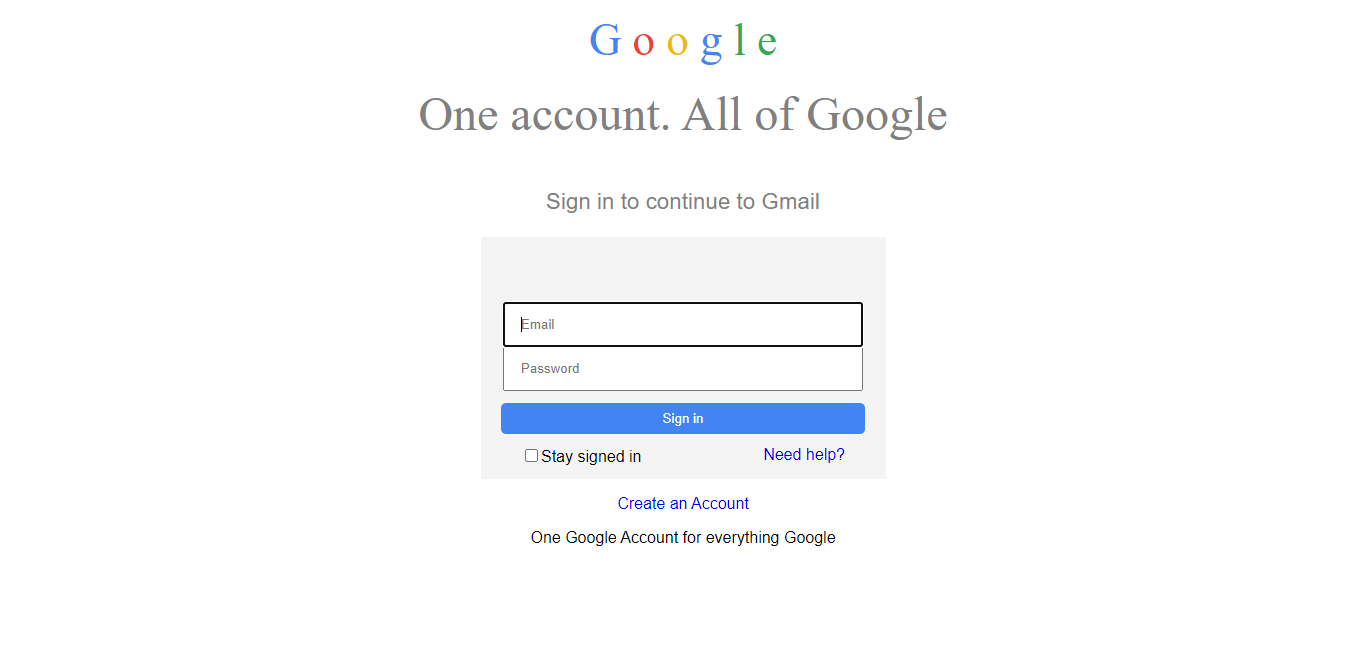 G o o g l e
One account. All of Google
Sign in to continue to Gmail
Email
Password
Sign in
Stay signed in Need help?
Create an Account
One Google Account for everything Google